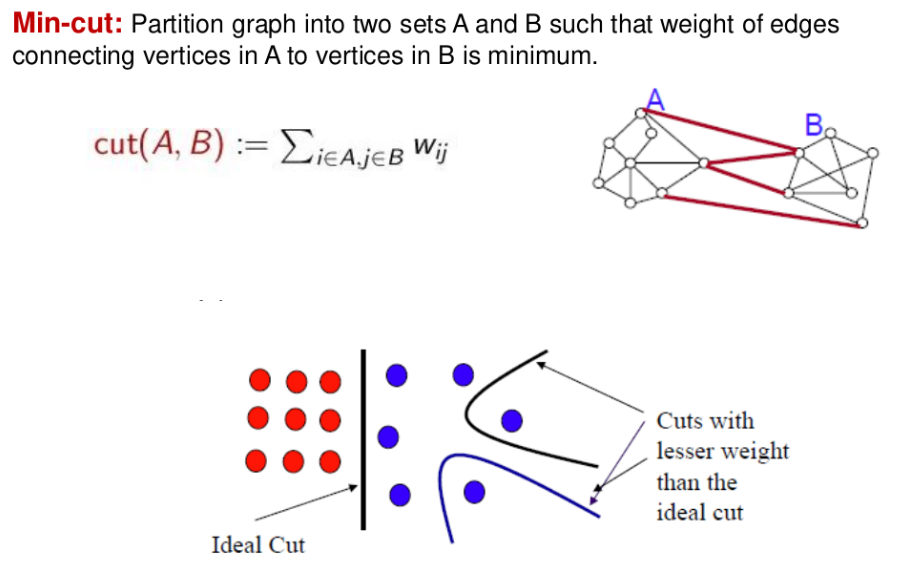 Min-cut: Partition graph into two sets A and B such that weight of edges
connecting vertices in A to vertices in B is minimum.
A
B
cut(A, B) := ∑i∈A,j∈B wij
Cuts with
lesser weight
than the
ideal cut
Ideal Cut